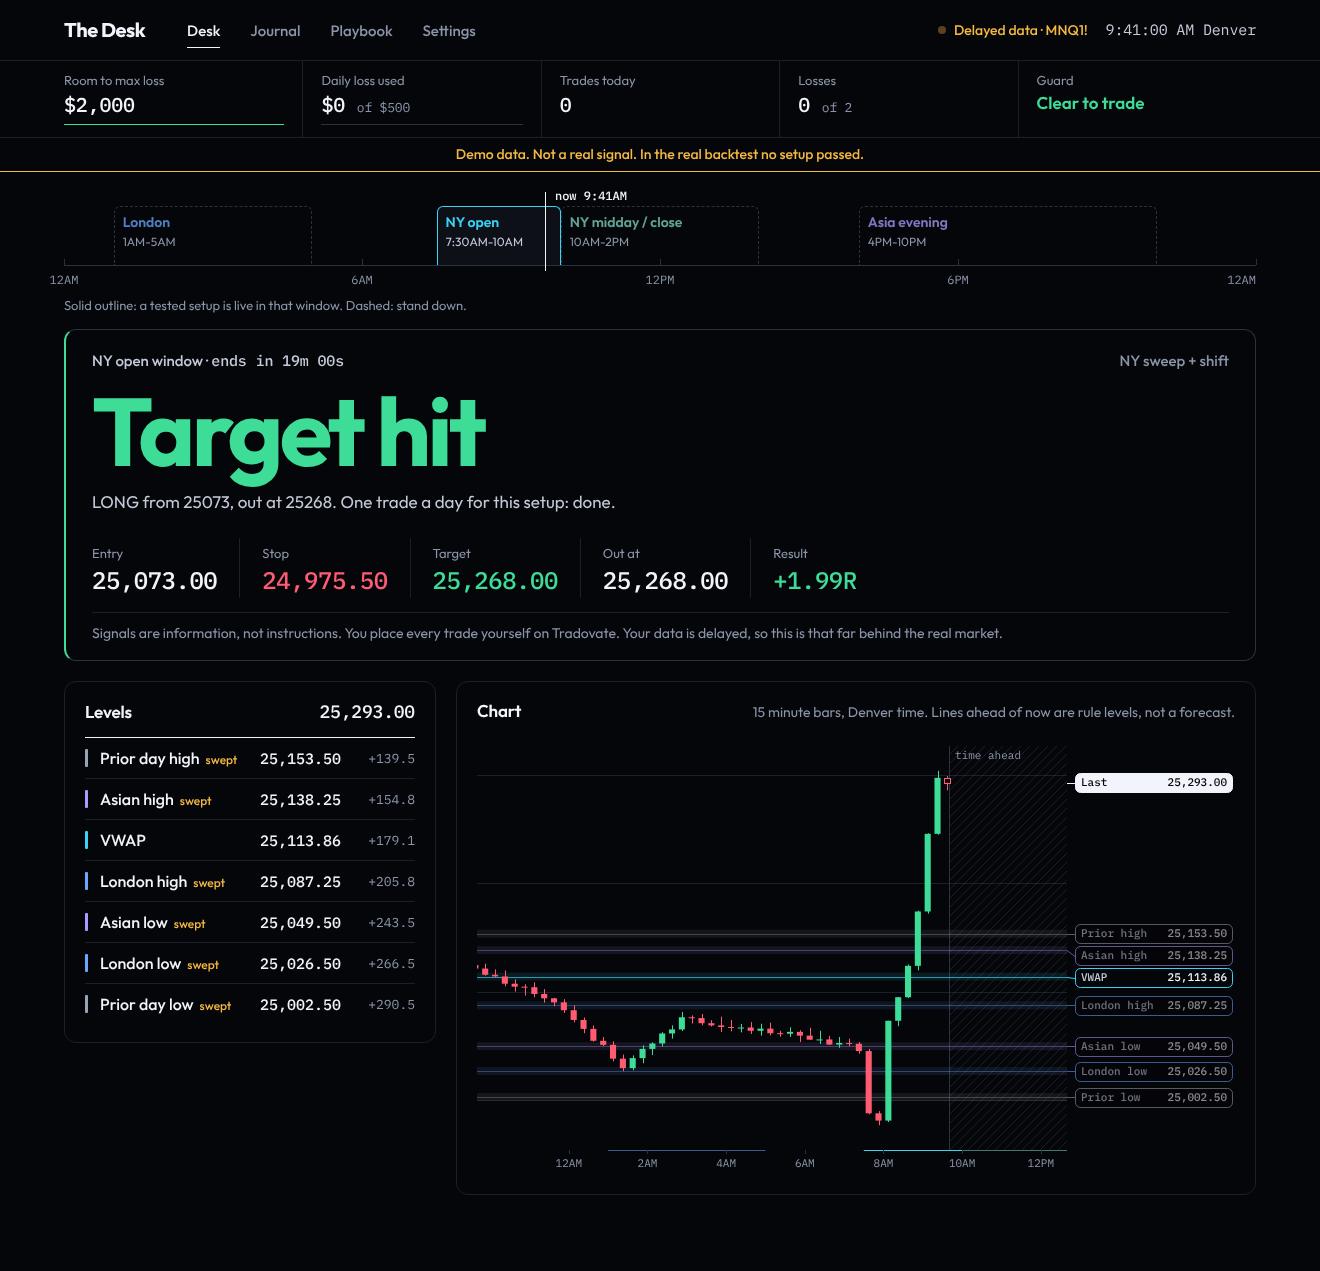 The Desk
Desk
Journal
Playbook
Settings
Delayed data · MNQ1!
9:41:00 AM Denver
Room to max loss
$2,000
Daily loss used
$0 of $500
Trades today
0
Losses
0 of 2
Guard
Clear to trade
Demo data. Not a real signal. In the real backtest no setup passed.
now 9:41AM
London
1AM-5AM
NY open
7:30AM-10AM
NY midday / close
10AM-2PM
Asia evening
4PM-10PM
12AM
6AM
12PM
6PM
12AM
Solid outline: a tested setup is live in that window. Dashed: stand down.
NY open window · ends in 19m 00s
NY sweep + shift
Target hit
LONG from 25073, out at 25268. One trade a day for this setup: done.
Entry
25,073.00
Stop
24,975.50
Target
25,268.00
Out at
25,268.00
Result
+1.99R
Signals are information, not instructions. You place every trade yourself on Tradovate. Your data is delayed, so this is that far behind the real market.
Levels
25,293.00
Prior day high swept 25,153.50 +139.5
Asian high swept 25,138.25 +154.8
VWAP 25,113.86 +179.1
London high swept 25,087.25 +205.8
Asian low swept 25,049.50 +243.5
London low swept 25,026.50 +266.5
Prior day low swept 25,002.50 +290.5
Chart
15 minute bars, Denver time. Lines ahead of now are rule levels, not a forecast.
time ahead
Last 25,293.00
Prior high 25,153.50
Asian high 25,138.25
VWAP 25,113.86
London high 25,087.25
Asian low 25,049.50
London low 25,026.50
Prior low 25,002.50
12AM
2AM
4AM
6AM
8AM
10AM
12PM